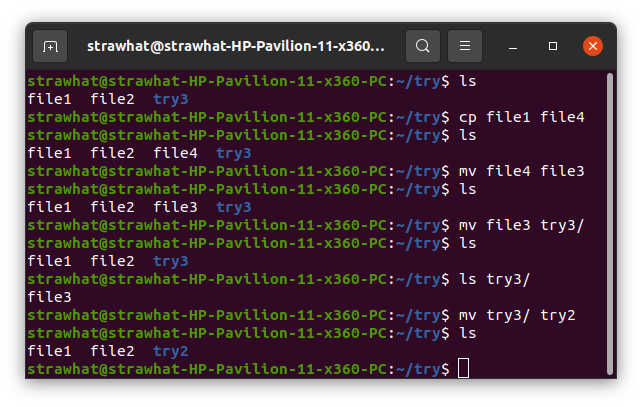 strawhat@strawhat-HP-Pavilion-11-x360...
strawhat@strawhat-HP-Pavilion-11-x360-PC:~/try$ ls
file1  file2  try3
strawhat@strawhat-HP-Pavilion-11-x360-PC:~/try$ cp file1 file4
strawhat@strawhat-HP-Pavilion-11-x360-PC:~/try$ ls
file1  file2  file4  try3
strawhat@strawhat-HP-Pavilion-11-x360-PC:~/try$ mv file4 file3
strawhat@strawhat-HP-Pavilion-11-x360-PC:~/try$ ls
file1  file2  file3  try3
strawhat@strawhat-HP-Pavilion-11-x360-PC:~/try$ mv file3 try3/
strawhat@strawhat-HP-Pavilion-11-x360-PC:~/try$ ls
file1  file2  try3
strawhat@strawhat-HP-Pavilion-11-x360-PC:~/try$ ls try3/
file3
strawhat@strawhat-HP-Pavilion-11-x360-PC:~/try$ mv try3/ try2
strawhat@strawhat-HP-Pavilion-11-x360-PC:~/try$ ls
file1  file2  try2
strawhat@strawhat-HP-Pavilion-11-x360-PC:~/try$